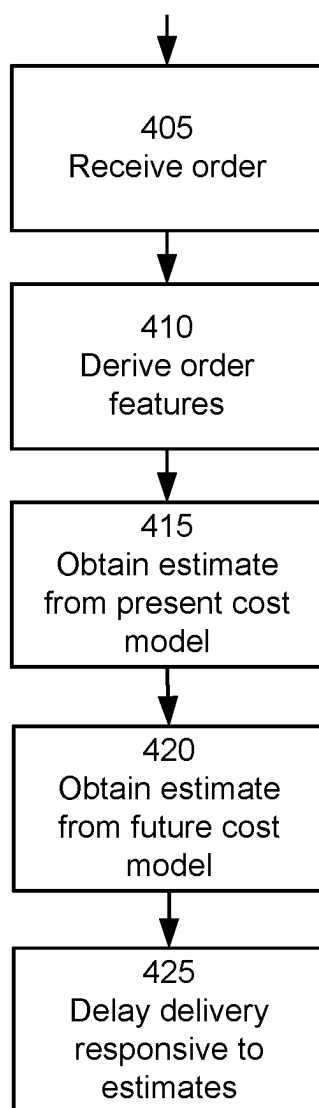 405
Receive order
410
Derive order
features
415
Obtain estimate
from present cost
model
420
Obtain estimate
from future cost
model
425
Delay delivery
responsive to
estimates